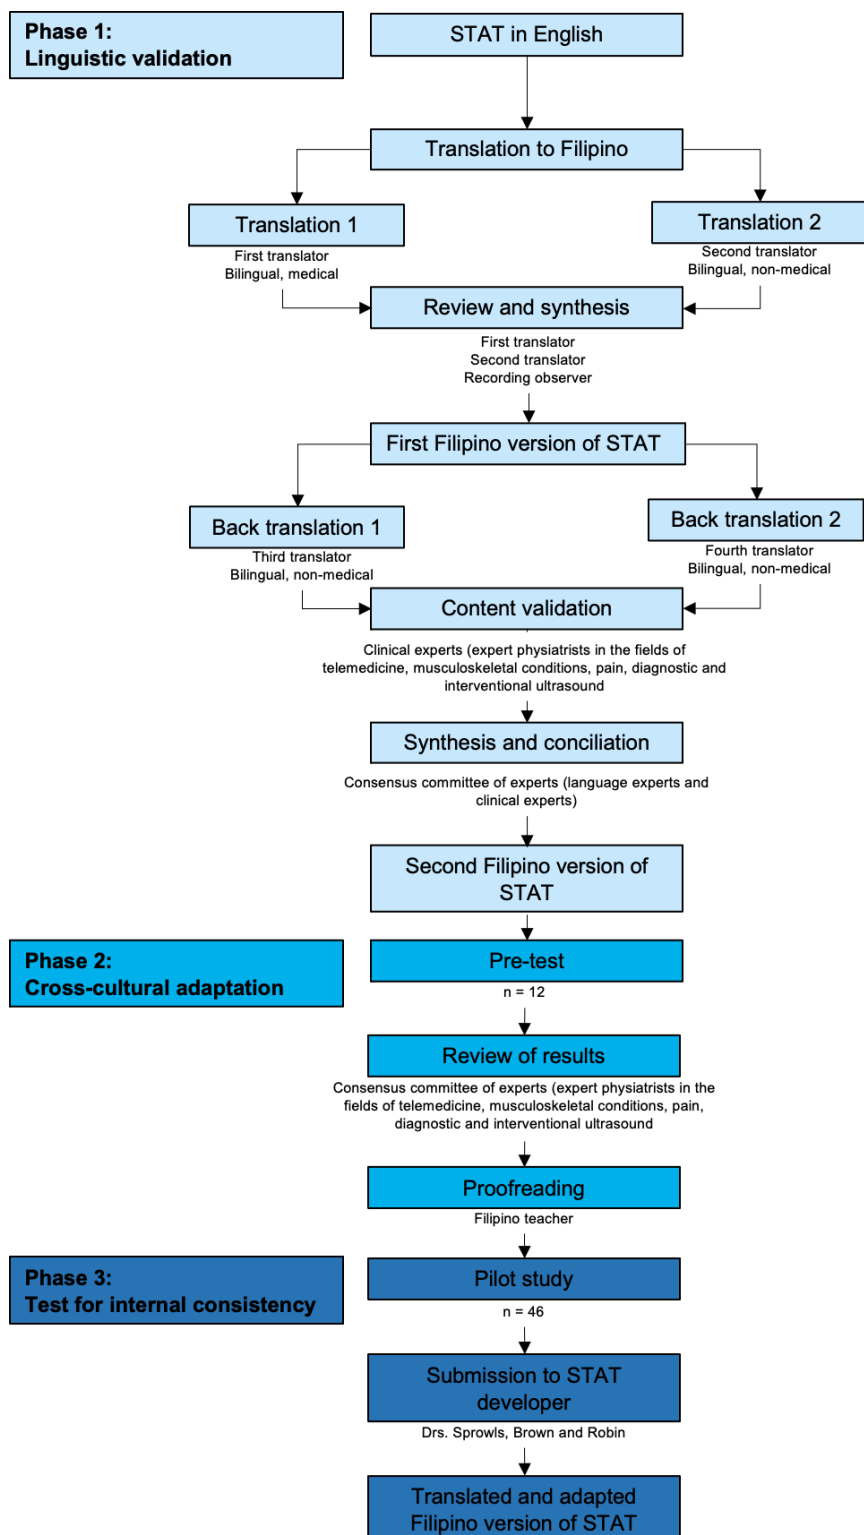 Phase 1:
Linguistic validation
STAT in English
Translation to Filipino
Translation 1
First translator
Bilingual, medical
Translation 2
Second translator
Bilingual, non-medical
Review and synthesis
First translator
Second translator
Recording observer
First Filipino version of STAT
Back translation 1
Third translator
Bilingual, non-medical
Back translation 2
Fourth translator
Bilingual, non-medical
Content validation
Clinical experts (expert physiatrists in the fields of
telemedicine, musculoskeletal conditions, pain, diagnostic and
interventional ultrasound
Synthesis and conciliation
Consensus committee of experts (language experts and
clinical experts)
Second Filipino version of
STAT
Phase 2:
Cross-cultural adaptation
Pre-test
n = 12
Review of results
Consensus committee of experts (expert physiatrists in the
fields of telemedicine, musculoskeletal conditions, pain,
diagnostic and interventional ultrasound
Proofreading
Filipino teacher
Phase 3:
Test for internal consistency
Pilot study
n = 46
Submission to STAT
developer
Drs. Sprowls, Brown and Robin
Translated and adapted
Filipino version of STAT